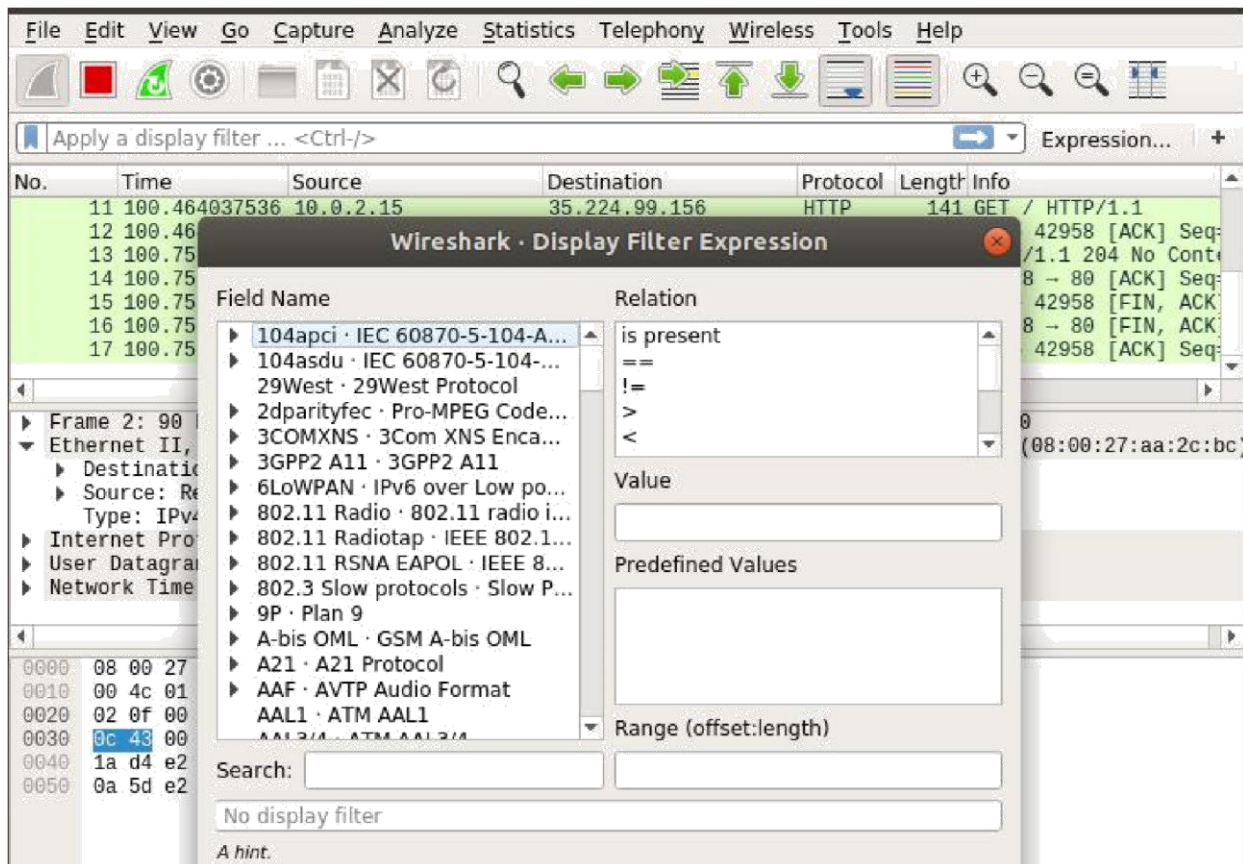 File Edit View Go Capture Analyze Statistics Telephony Wireless Tools Help
Apply a display filter ... <Ctrl-/> Expression... +
No. Time Source Destination Protocol Length Info
11 100.464037536 10.0.2.15 35.224.99.156 HTTP 141 GET / HTTP/1.1
12 100.46 42958 [ACK] Seq=
13 100.75 /1.1 204 No Conte
14 100.75 8 → 80 [ACK] Seq=
15 100.75 42958 [FIN, ACK]
16 100.75 8 → 80 [FIN, ACK]
17 100.75 42958 [ACK] Seq=
Wireshark · Display Filter Expression
Field Name
104apci · IEC 60870-5-104-A...
104asdu · IEC 60870-5-104-...
29West · 29West Protocol
2dparityfec · Pro-MPEG Code...
3COMXNS · 3Com XNS Enca...
3GPP2 A11 · 3GPP2 A11
6LoWPAN · IPv6 over Low po...
802.11 Radio · 802.11 radio i...
802.11 Radiotap · IEEE 802.1...
802.11 RSNA EAPOL · IEEE 8...
802.3 Slow protocols · Slow P...
9P · Plan 9
A-bis OML · GSM A-bis OML
A21 · A21 Protocol
AAF · AVTP Audio Format
AAL1 · ATM AAL1
AAL3/4 · ATM AAL3/4
Search:
Relation
is present
==
!=
>
<
Value
Predefined Values
Range (offset:length)
No display filter
A hint.
Frame 2: 90 0
Ethernet II, (08:00:27:aa:2c:bc)
Destinatio
Source: Re
Type: IPv4
Internet Pro
User Datagra
Network Time
0000 08 00 27
0010 00 4c 01
0020 02 0f 00
0030 0c 43 00
0040 1a d4 e2
0050 0a 5d e2